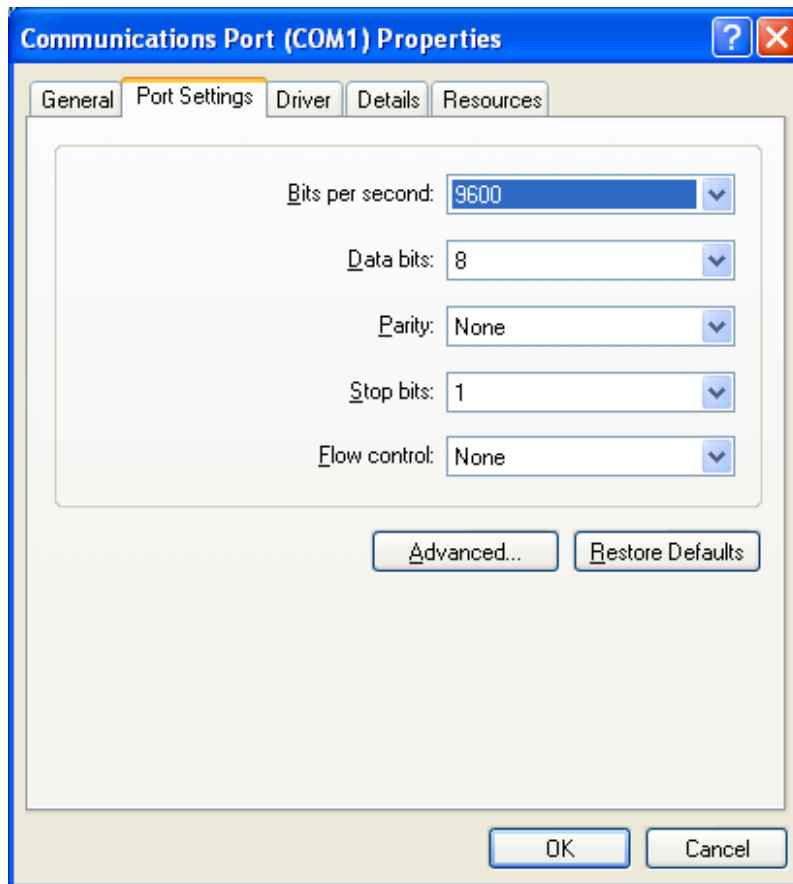 Communications Port (COM1) Properties
?
General Port Settings Driver Details Resources
Bits per second: 9600
Data bits: 8
Parity: None
Stop bits: 1
Flow control: None
Advanced... Restore Defaults
OK Cancel